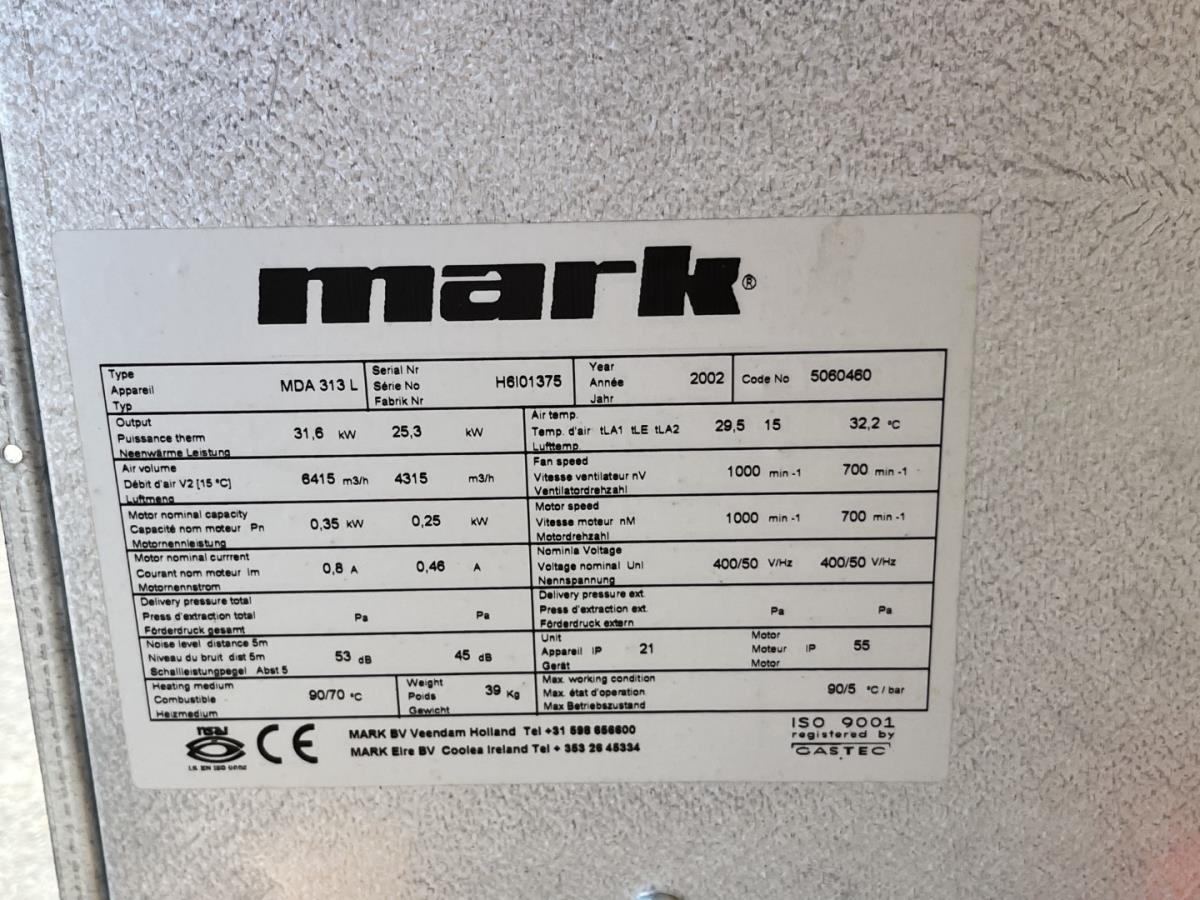 mark®
Type
Appareil
Typ
MDA 313 L
Serial Nr
Série No
Fabrik Nr
H6I01375
Year
Année
Jahr
2002
Code No 5060460
Output
Puissance therm
Neenwärme Leistung
31,6 kW 25,3 kW
Air temp.
Temp. d'air tLA1 tLE tLA2
Lufttemp.
29,5 15 32,2 °C
Air volume
Débit d'air V2 [15 °C]
Luftmeng
6415 m3/h 4315 m3/h
Fan speed
Vitesse ventilateur nV
Ventilatordrehzahl
1000 min -1 700 min -1
Motor nominal capacity
Capacité nom moteur Pn
Motornennleistung
0,35 kW 0,25 kW
Motor speed
Vitesse moteur nM
Motordrehzahl
1000 min -1 700 min -1
Motor nominal currrent
Courant nom moteur Im
Motornennstrom
0,8 A 0,46 A
Nominla Voltage
Voltage nominal Unl
Nennspannung
400/50 V/Hz 400/50 V/Hz
Delivery pressure total
Press d'extraction total
Förderdruck gesamt
Pa Pa
Delivery pressure ext.
Press d'extraction ext.
Förderdruck extern
Pa Pa
Noise level distance 5m
Niveau du bruit dist 5m
Schallleistungpegel Abst 5
53 dB 45 dB
Unit
Appareil IP
Gerät
21
Motor
Moteur IP
Motor
55
Heating medium
Combustible
Heizmedium
90/70 °C
Weight
Poids
Gewicht
39 Kg
Max. working condition
Max. état d'operation
Max Betriebszustand
90/5 °C / bar
nsai
CE
MARK BV Veendam Holland Tel +31 598 656600
MARK Eire BV Coolea Ireland Tel + 353 26 45334
ISO 9001
registered by
GASTEC